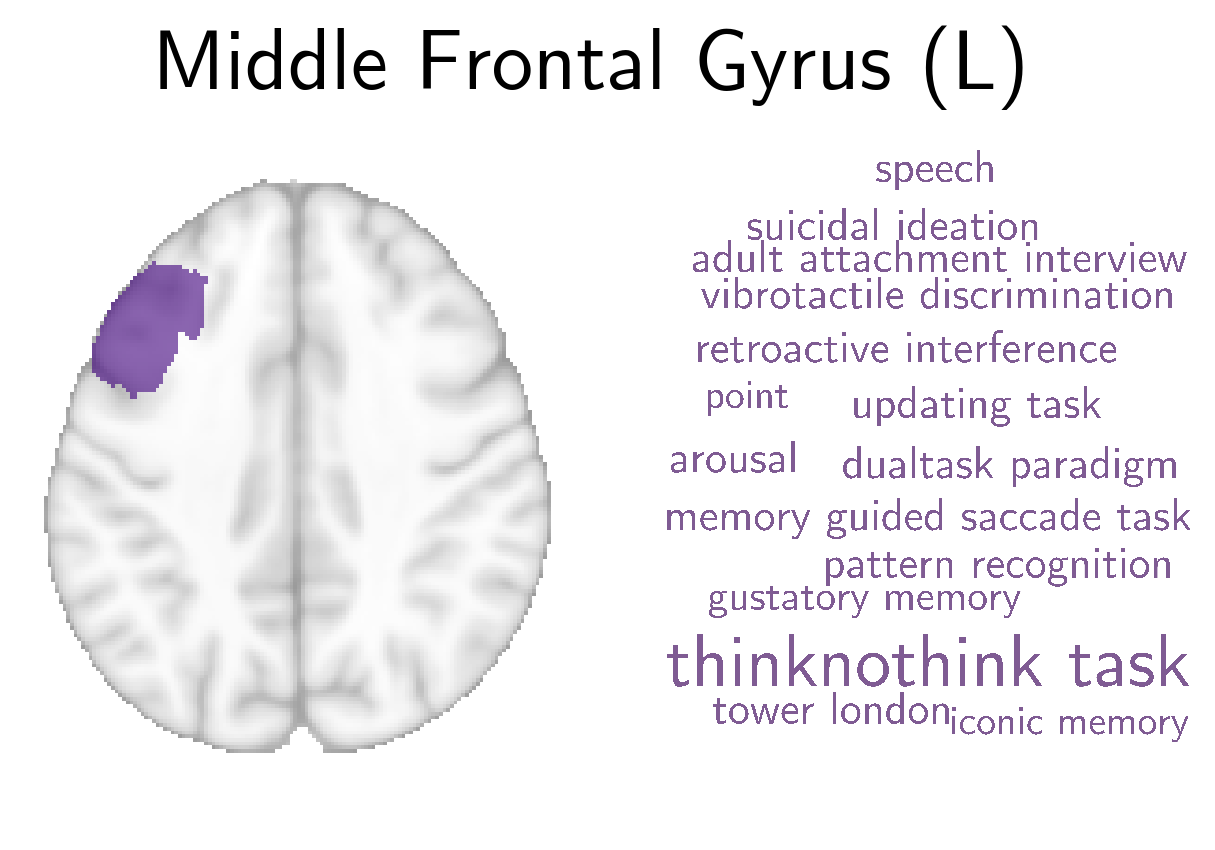 Middle Frontal Gyrus (L)
speech
suicidal ideation
adult attachment interview
vibrotactile discrimination
retroactive interference
point updating task
arousal dualtask paradigm
memory guided saccade task
pattern recognition
gustatory memory
thinknothink task
tower london iconic memory